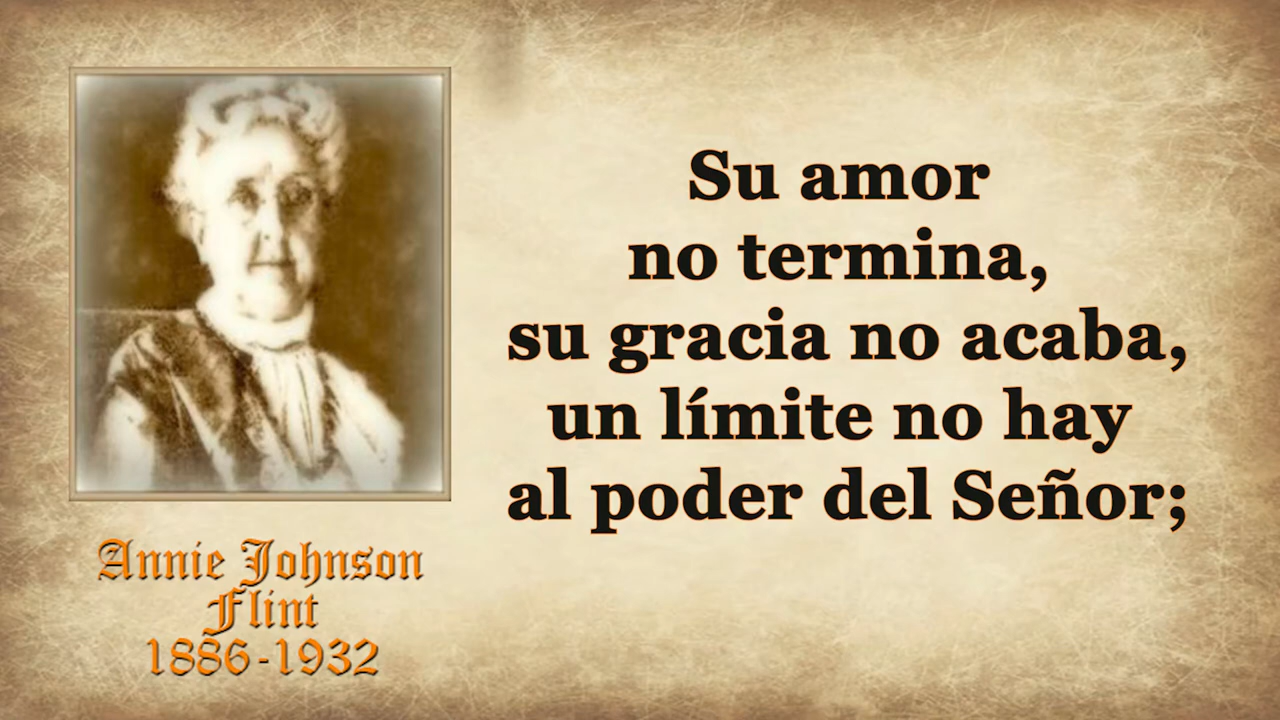 Su amor
no termina,
su gracia no acaba,
un límite no hay
al poder del Señor;
Annie Johnson
Flint
1886-1932